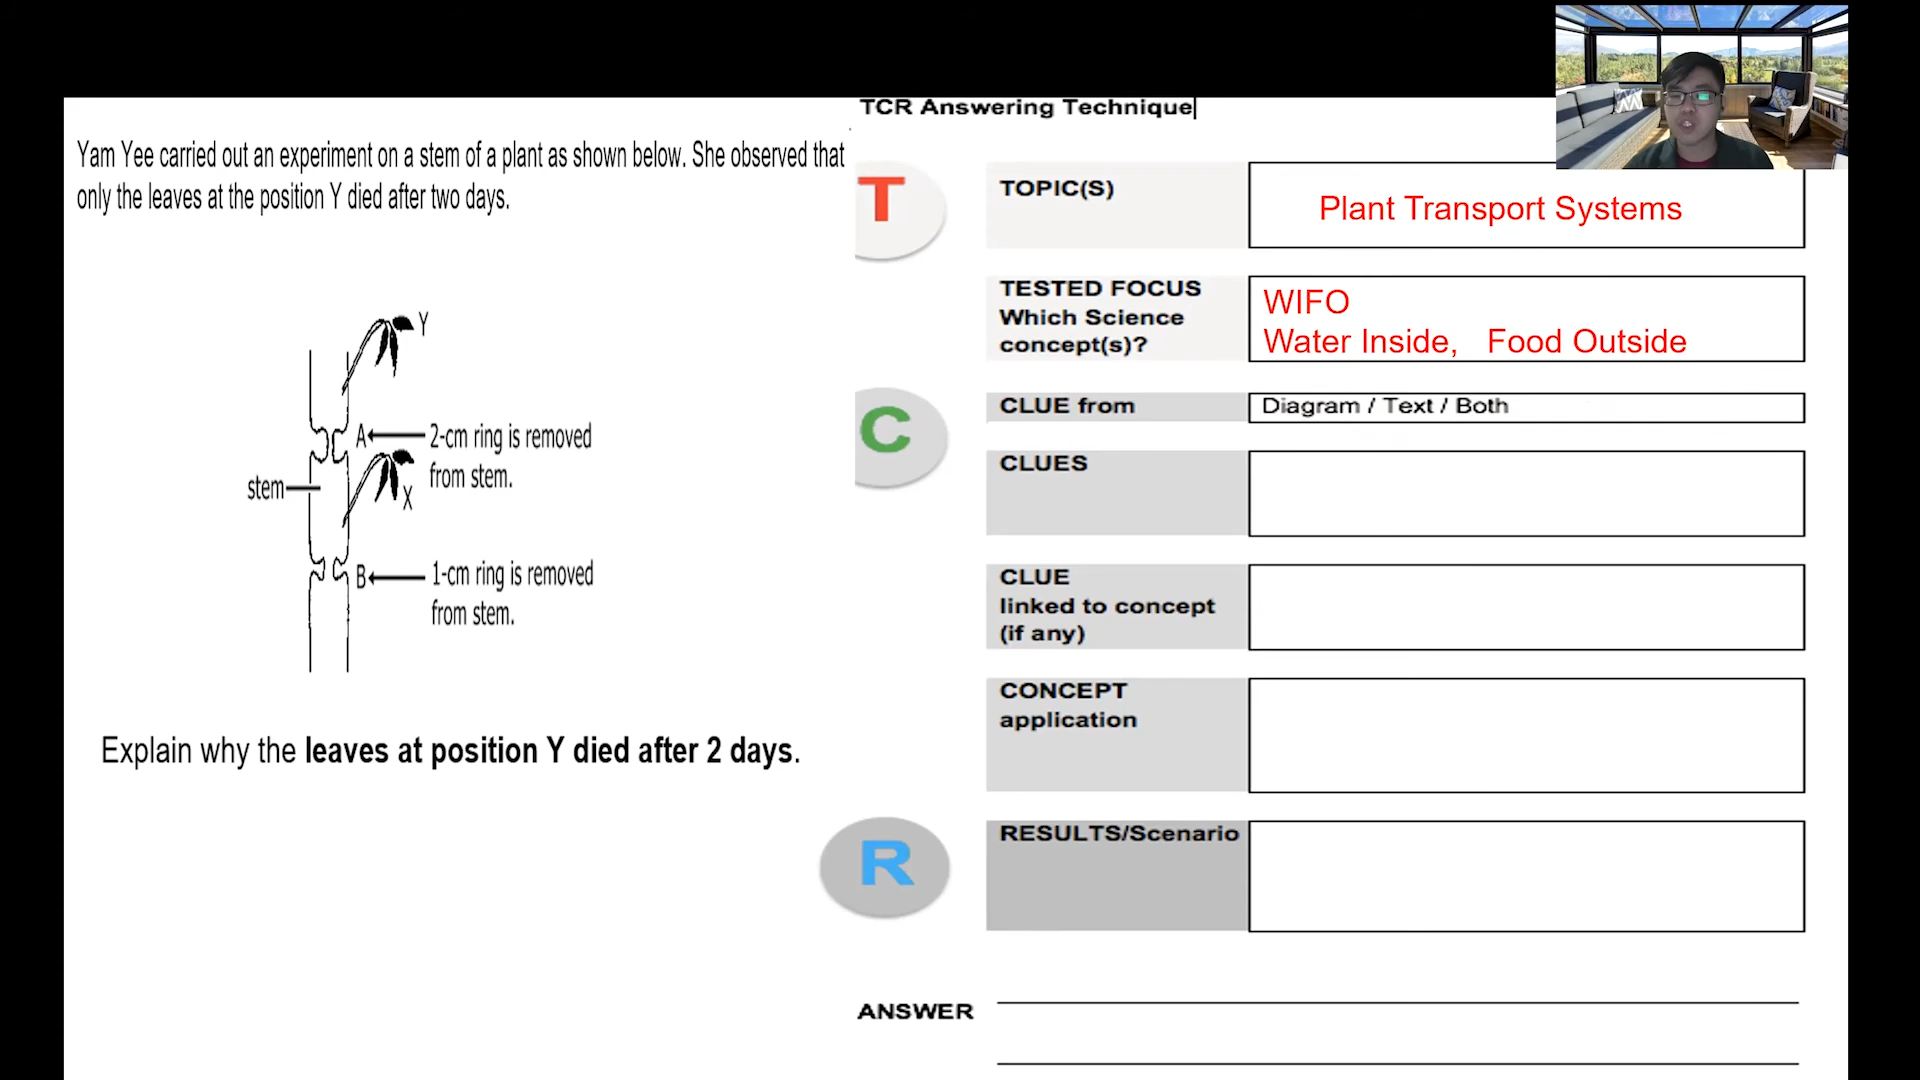 TCR Answering Technique
Yam Yee carried out an experiment on a stem of a plant as shown below. She observed that
only the leaves at the position Y died after two days.
Y
A
2-cm ring is removed
from stem.
X
stem
B
1-cm ring is removed
from stem.
Explain why the leaves at position Y died after 2 days.
T
TOPIC(S)
Plant Transport Systems
TESTED FOCUS
Which Science
concept(s)?
WIFO
Water Inside, Food Outside
C
CLUE from
Diagram / Text / Both
CLUES
CLUE
linked to concept
(if any)
CONCEPT
application
R
RESULTS/Scenario
ANSWER